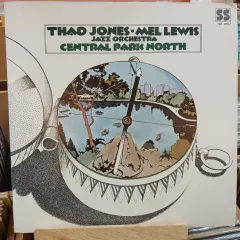 SS
THAD JONES · MEL LEWIS
JAZZ ORCHESTRA
CENTRAL PARK NORTH